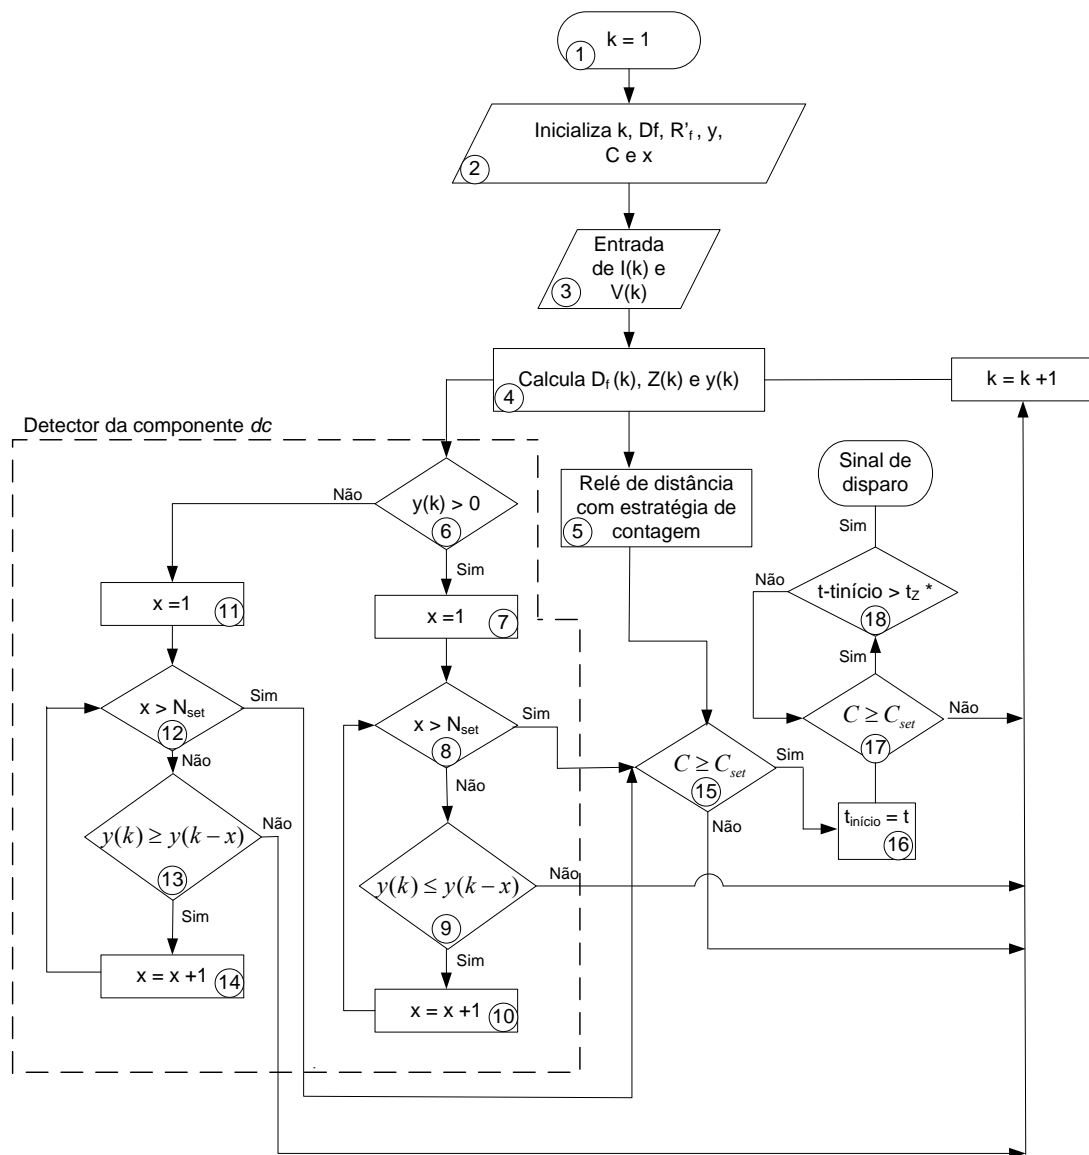 k = 1
1
Inicializa k, Df, R'f , y,
C e x
2
Entrada
de I(k) e
V(k)
3
Calcula Df (k), Z(k) e y(k)
4
k = k +1
Detector da componente dc
y(k) > 0
6
Não
Sim
Relé de distância
com estratégia de
contagem
5
Sinal de
disparo
Sim
t-tinício > tZ *
18
Não
Sim
x =1
11
x =1
7
x > Nset
12
Sim
Não
x > Nset
8
Sim
Não
C ≥ Cset
15
Sim
Não
C ≥ Cset
17
Não
tinício = t
16
y(k) ≥ y(k − x)
13
Não
Sim
y(k) ≤ y(k − x)
9
Não
Sim
x = x +1
14
x = x +1
10